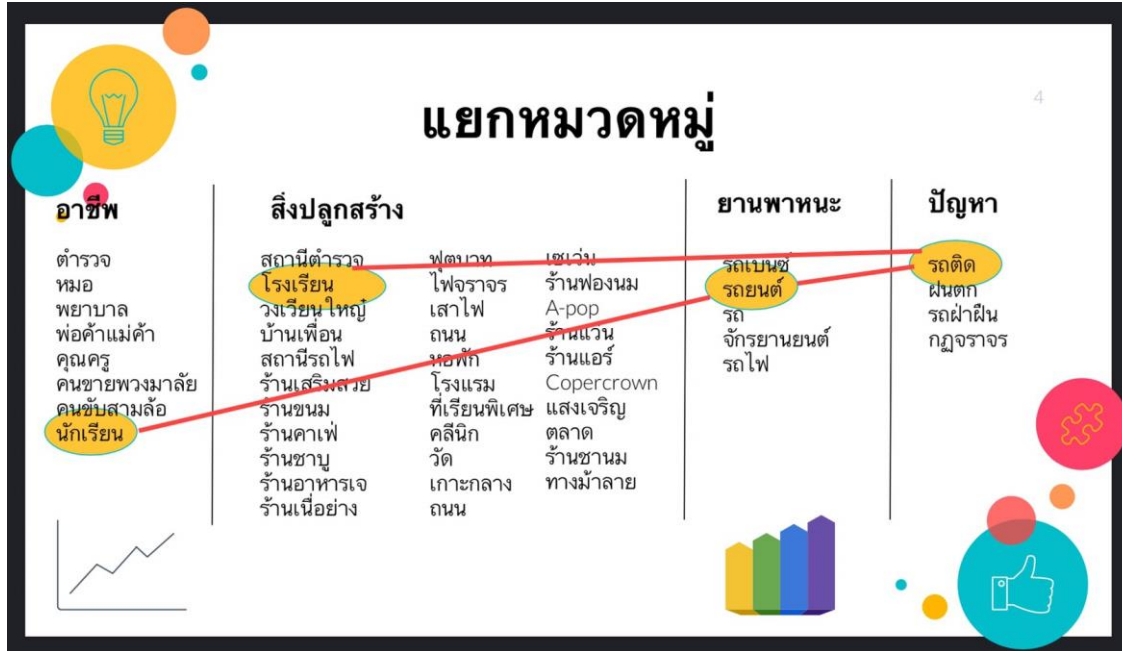 4
แยกหมวดหมู่
อาชีพ
ตำรวจ
หมอ
พยาบาล
พ่อค้าแม่ค้า
คุณครู
คนขายพวงมาลัย
คนขับสามล้อ
นักเรียน
สิ่งปลูกสร้าง
สถานีตำรวจ
โรงเรียน
วงเวียนใหญ่
บ้านเพื่อน
สถานีรถไฟ
ร้านเสริมสวย
ร้านขนม
ร้านคาเฟ่
ร้านชาบู
ร้านอาหารเจ
ร้านเนื้อย่าง
ฟุตบาท
ไฟจราจร
เสาไฟ
ถนน
หอพัก
โรงแรม
ที่เรียนพิเศษ
คลีนิก
วัด
เกาะกลาง
ถนน
เซเว่น
ร้านฟองนม
A-pop
ร้านแว่น
ร้านแอร์
Copercrown
แสงเจริญ
ตลาด
ร้านชานม
ทางม้าลาย
ยานพาหนะ
รถเบนซ์
รถยนต์
รถ
จักรยานยนต์
รถไฟ
ปัญหา
รถติด
ฝนตก
รถฝ่าฝืน
กฏจราจร